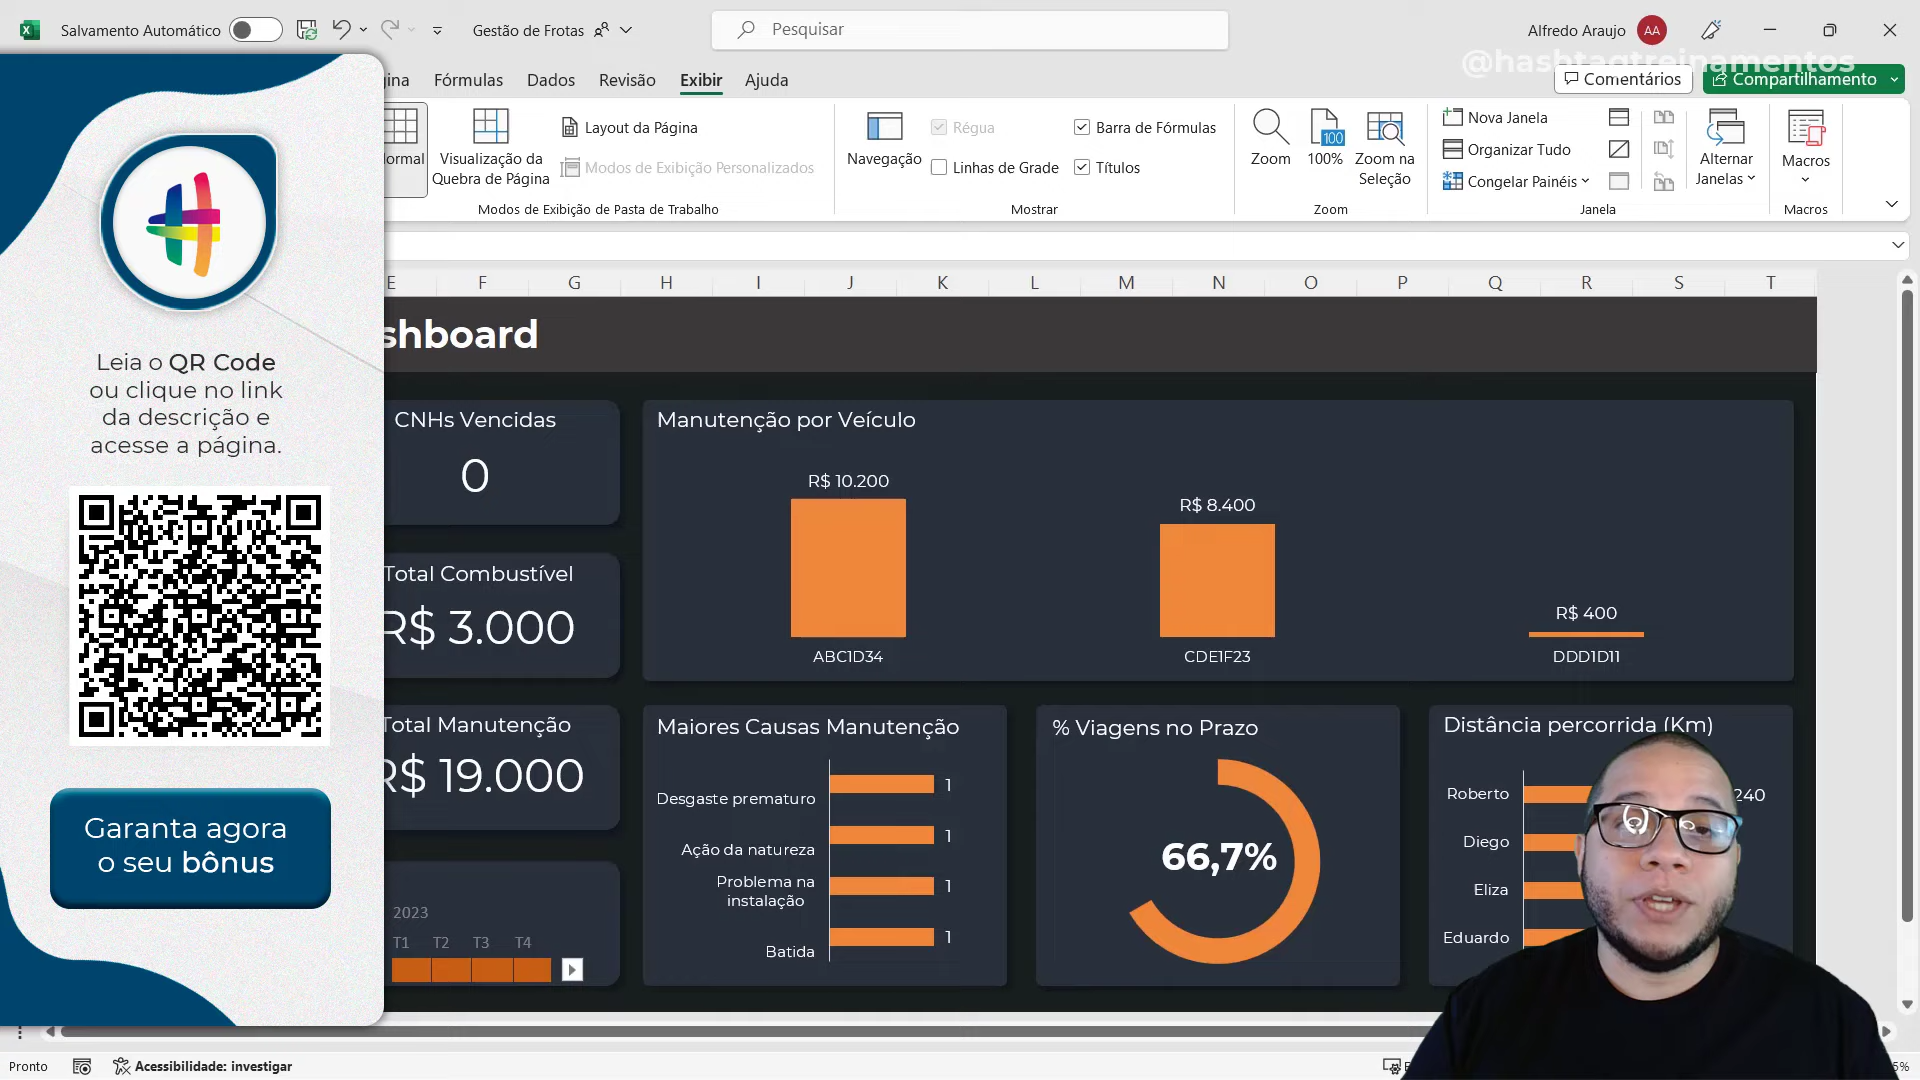 Salvamento Automático
Gestão de Frotas
Pesquisar
Alfredo Araujo
AA
@hashtagtreinamentos
Fórmulas
Dados
Revisão
Exibir
Ajuda
Comentários
Compartilhamento
Visualização da
Quebra de Página
Layout da Página
Modos de Exibição Personalizados
Modos de Exibição de Pasta de Trabalho
Navegação
Régua
Barra de Fórmulas
Linhas de Grade
Títulos
Mostrar
Zoom
100
100%
Zoom na
Seleção
Zoom
Nova Janela
Organizar Tudo
Congelar Painéis
Alternar
Janelas
Janela
Macros
Macros
E F G H I J K L M N O P Q R S T
shboard
Leia o QR Code
ou clique no link
da descrição e
acesse a página.
Garanta agora
o seu bônus
CNHs Vencidas
0
Total Combustível
R$ 3.000
Total Manutenção
R$ 19.000
2023
T1 T2 T3 T4
Manutenção por Veículo
R$ 10.200
R$ 8.400
R$ 400
ABC1D34
CDE1F23
DDD1D11
Maiores Causas Manutenção
Desgaste prematuro
1
Ação da natureza
1
Problema na
instalação
1
Batida
1
% Viagens no Prazo
66,7%
Distância percorrida (Km)
Roberto
240
Diego
Eliza
Eduardo
Pronto
Acessibilidade: investigar